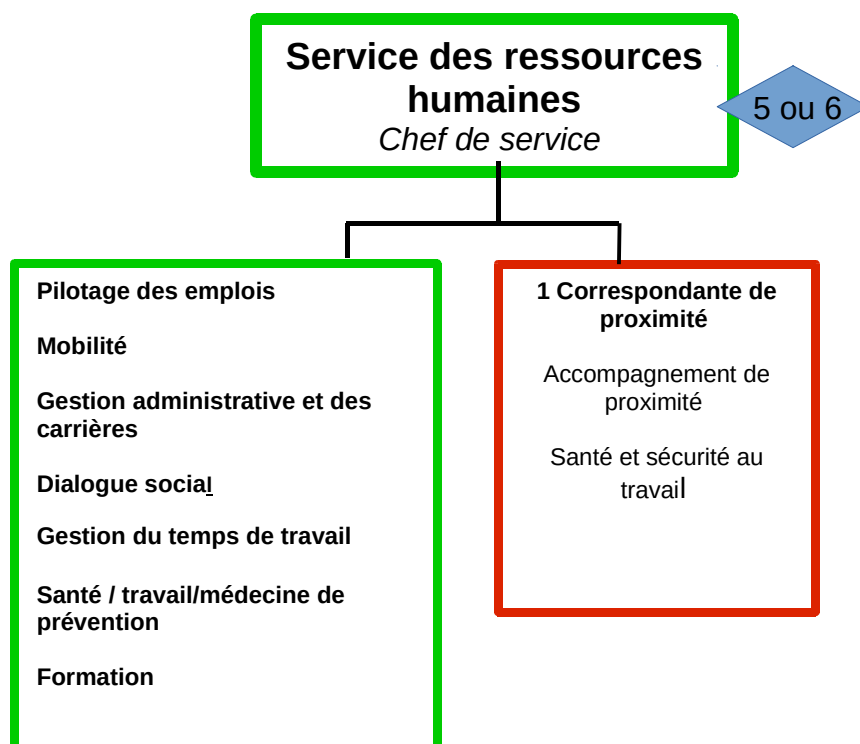 Service des ressources
humaines
Chef de service
5 ou 6
Pilotage des emplois
Mobilité
Gestion administrative et des
carrières
Dialogue social
Gestion du temps de travail
Santé / travail/médecine de
prévention
Formation
1 Correspondante de
proximité
Accompagnement de
proximité
Santé et sécurité au
travail